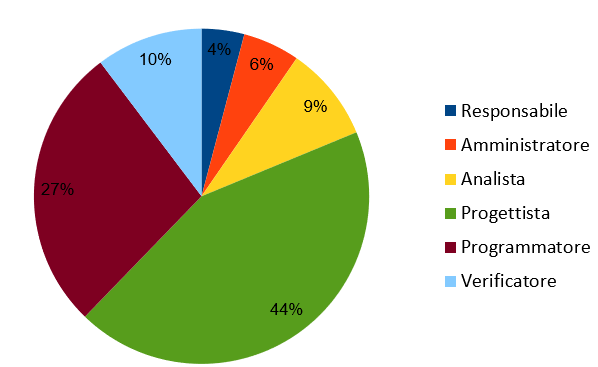 4%
6%
9%
10%
27%
44%
Responsabile
Amministratore
Analista
Progettista
Programmatore
Verificatore